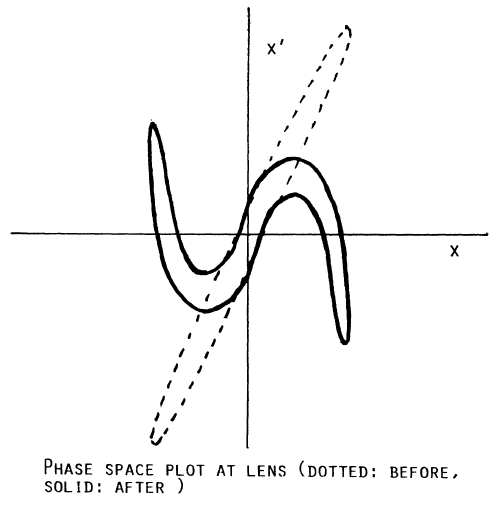 x'
x
PHASE SPACE PLOT AT LENS (DOTTED: BEFORE,
SOLID: AFTER )